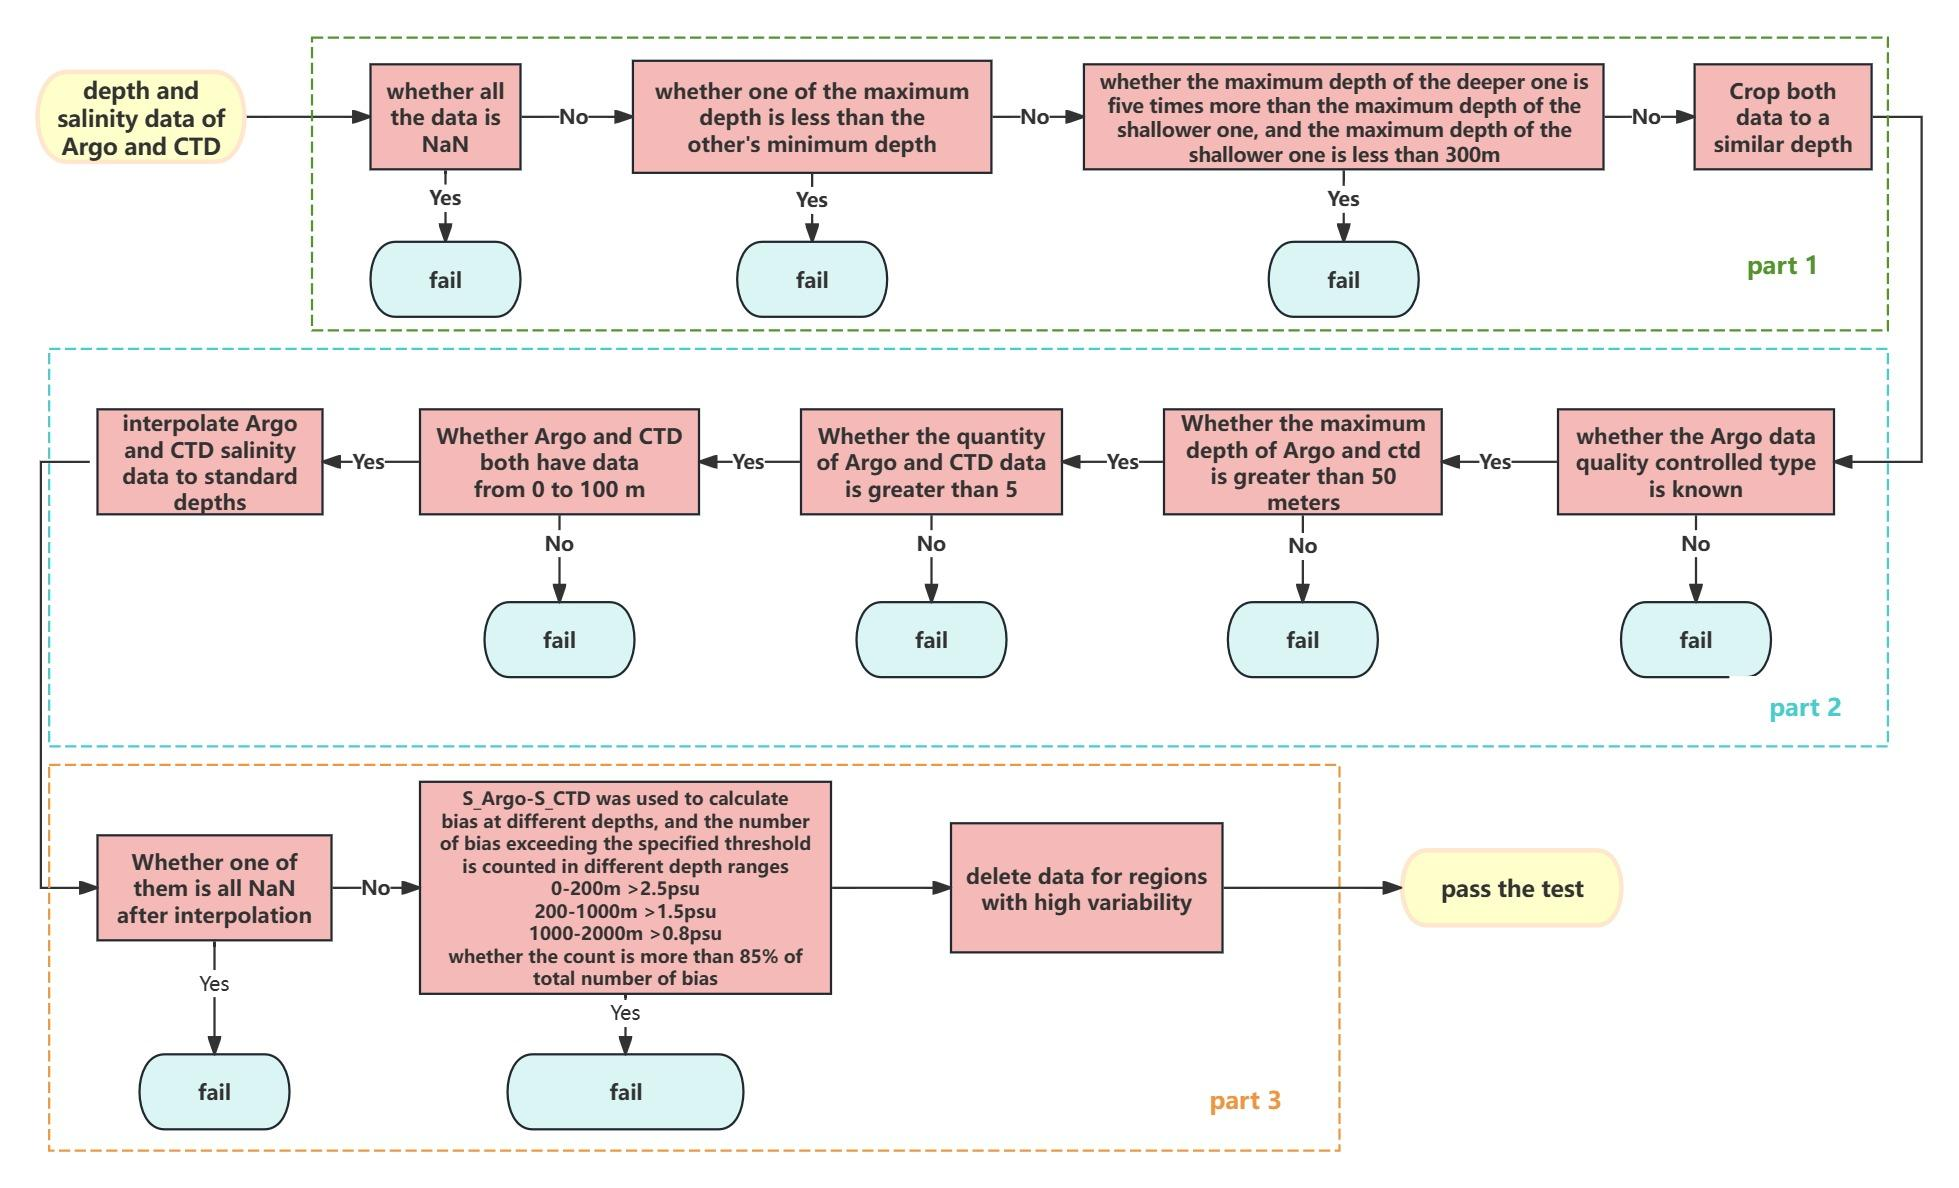 depth and
salinity data of
Argo and CTD
whether all
the data is
NaN
No
whether one of the maximum
depth is less than the
other's minimum depth
No
whether the maximum depth of the deeper one is
five times more than the maximum depth of the
shallower one, and the maximum depth of the
shallower one is less than 300m
No
Crop both
data to a
similar depth
Yes
Yes
Yes
fail
fail
fail
part 1
interpolate Argo
and CTD salinity
data to standard
depths
Yes
Whether Argo and CTD
both have data
from 0 to 100 m
Yes
Whether the quantity
of Argo and CTD data
is greater than 5
Yes
Whether the maximum
depth of Argo and ctd
is greater than 50
meters
Yes
whether the Argo data
quality controlled type
is known
No
No
No
No
fail
fail
fail
fail
part 2
Whether one of
them is all NaN
after interpolation
No
S_Argo-S_CTD was used to calculate
bias at different depths, and the number
of bias exceeding the specified threshold
is counted in different depth ranges
0-200m >2.5psu
200-1000m >1.5psu
1000-2000m >0.8psu
whether the count is more than 85% of
total number of bias
delete data for regions
with high variability
pass the test
Yes
Yes
fail
fail
part 3